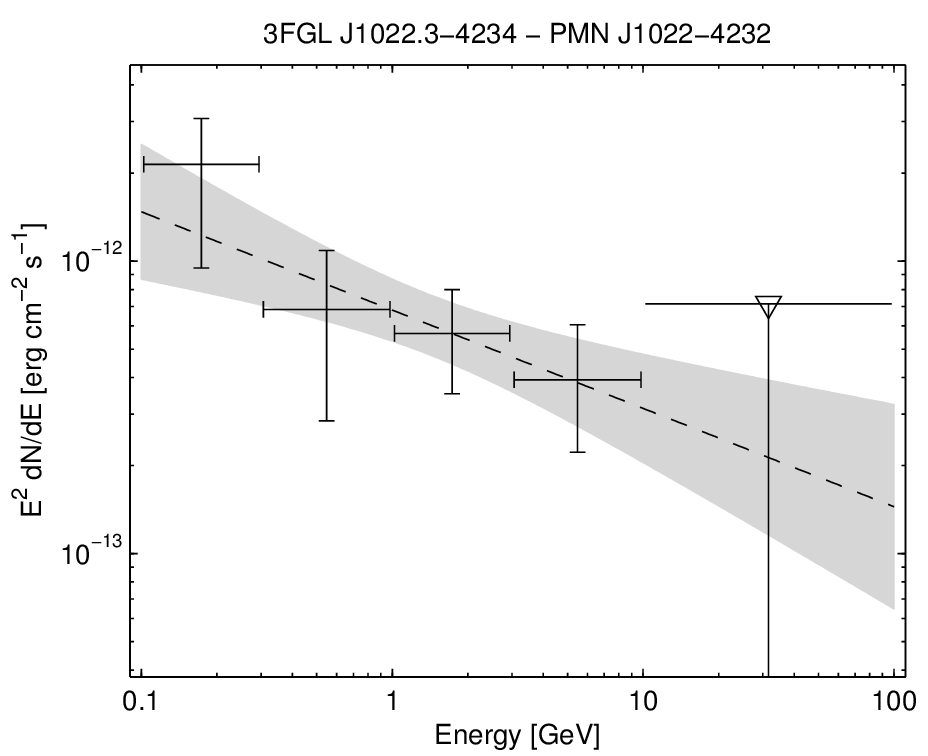 3FGL J1022.3−4234 − PMN J1022−4232
E² dN/dE [erg cm⁻² s⁻¹]
10⁻¹²
10⁻¹³
0.1 1 10 100
Energy [GeV]